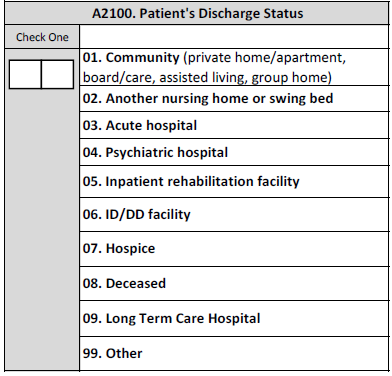 A2100. Patient's Discharge Status
Check One
01. Community (private home/apartment,
board/care, assisted living, group home)
02. Another nursing home or swing bed
03. Acute hospital
04. Psychiatric hospital
05. Inpatient rehabilitation facility
06. ID/DD facility
07. Hospice
08. Deceased
09. Long Term Care Hospital
99. Other